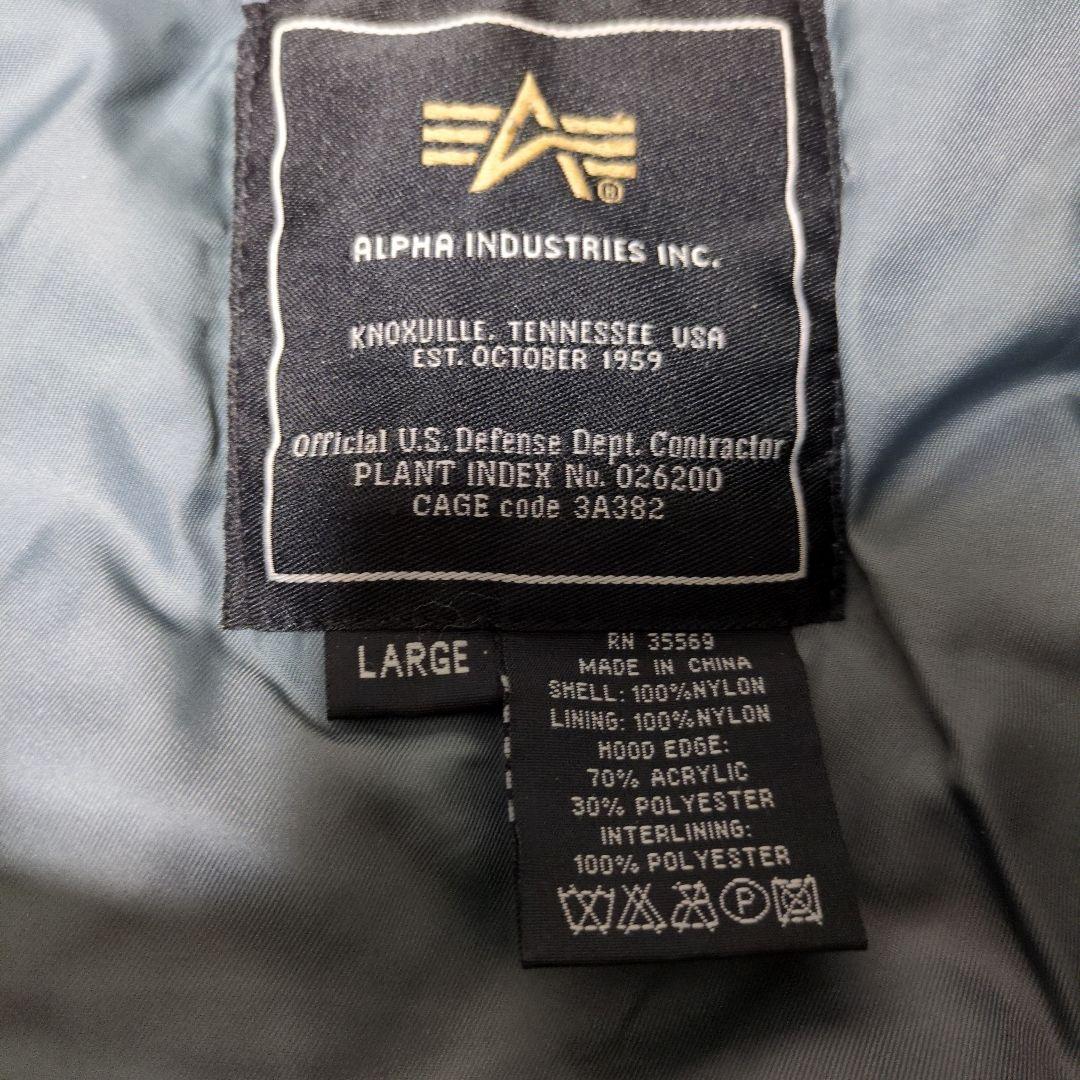 ALPHA INDUSTRIES INC.
KNOXVILLE, TENNESSEE USA
EST. OCTOBER 1959
Official U.S. Defense Dept. Contractor
PLANT INDEX No. 026200
CAGE code 3A382
LARGE
RN 35569
MADE IN CHINA
SHELL: 100%NYLON
LINING: 100%NYLON
HOOD EDGE:
70% ACRYLIC
30% POLYESTER
INTERLINING:
100% POLYESTER
P